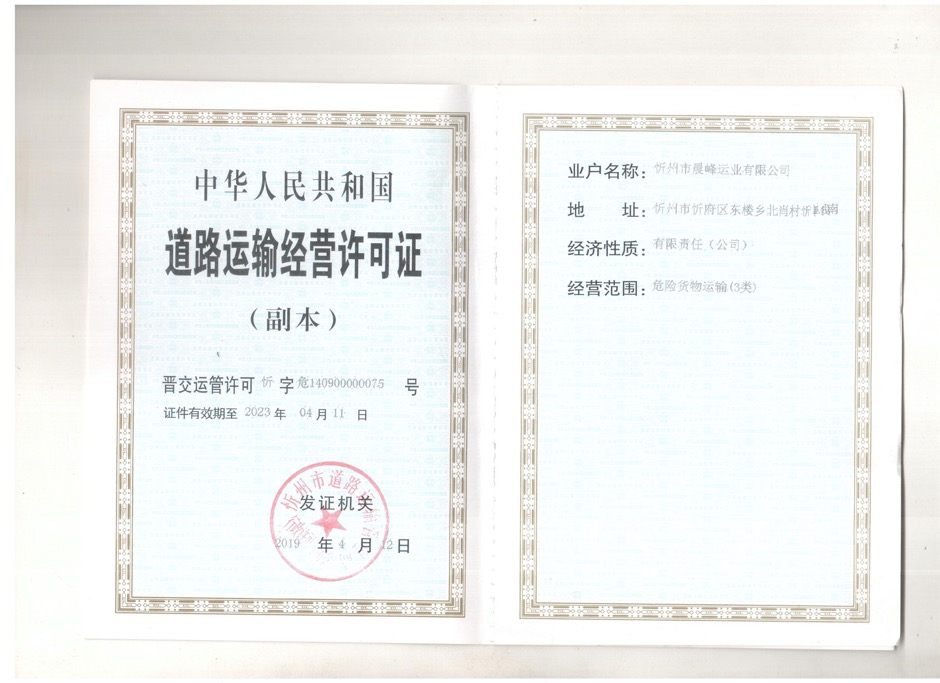 中华人民共和国
道路运输经营许可证
（副本）
晋交运管许可 忻 字 危140900000075 号
证件有效期至 2023 年 04 月 11 日
忻州市道路运输
发证机关
2019 年 4 月 12 日
业户名称：忻州市晨峰运业有限公司
地 址：忻州市忻府区东楼乡北肖村忻
经济性质：有限责任（公司）
经营范围：危险货物运输(3类)